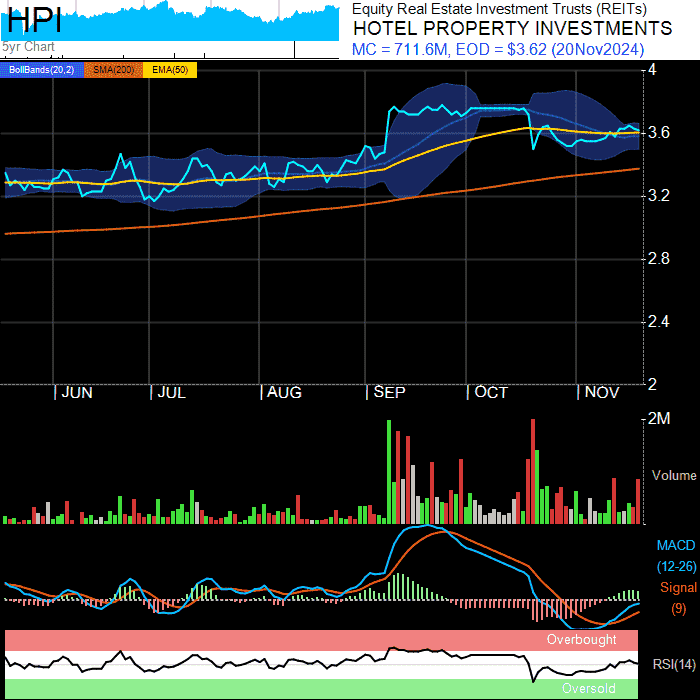 HPI
5yr Chart
Equity Real Estate Investment Trusts (REITs)
HOTEL PROPERTY INVESTMENTS
MC = 711.6M, EOD = $3.62 (20Nov2024)
BollBands(20,2) SMA(200) EMA(50)
4
3.6
3.2
2.8
2.4
2
JUN JUL AUG SEP OCT NOV
2M
Volume
MACD
(12-26)
Signal
(9)
Overbought
RSI(14)
Oversold